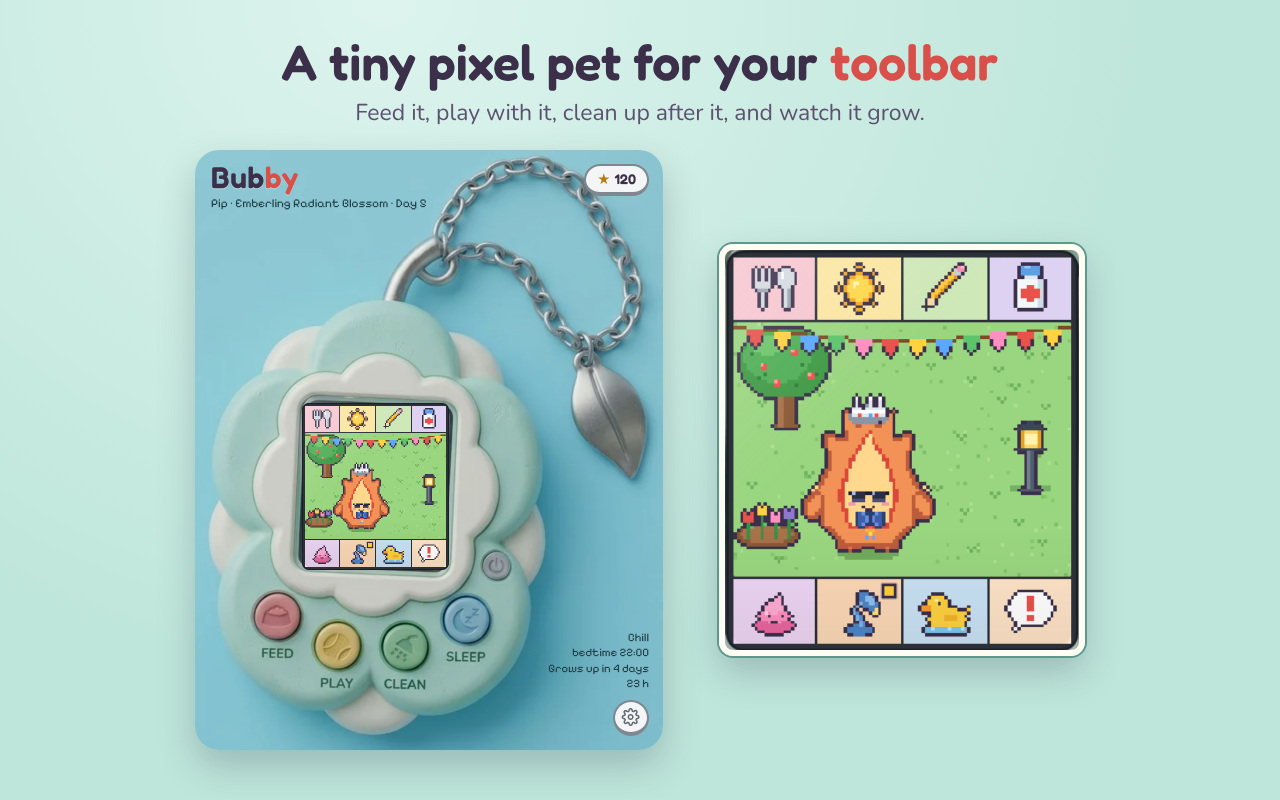 A tiny pixel pet for your toolbar
Feed it, play with it, clean up after it, and watch it grow.
Bubby
★ 120
Pip · Emberling Radiant Blossom · Day 8
FEED
PLAY
CLEAN
SLEEP
Chill
bedtime 22:00
Grows up in 4 days
23 h